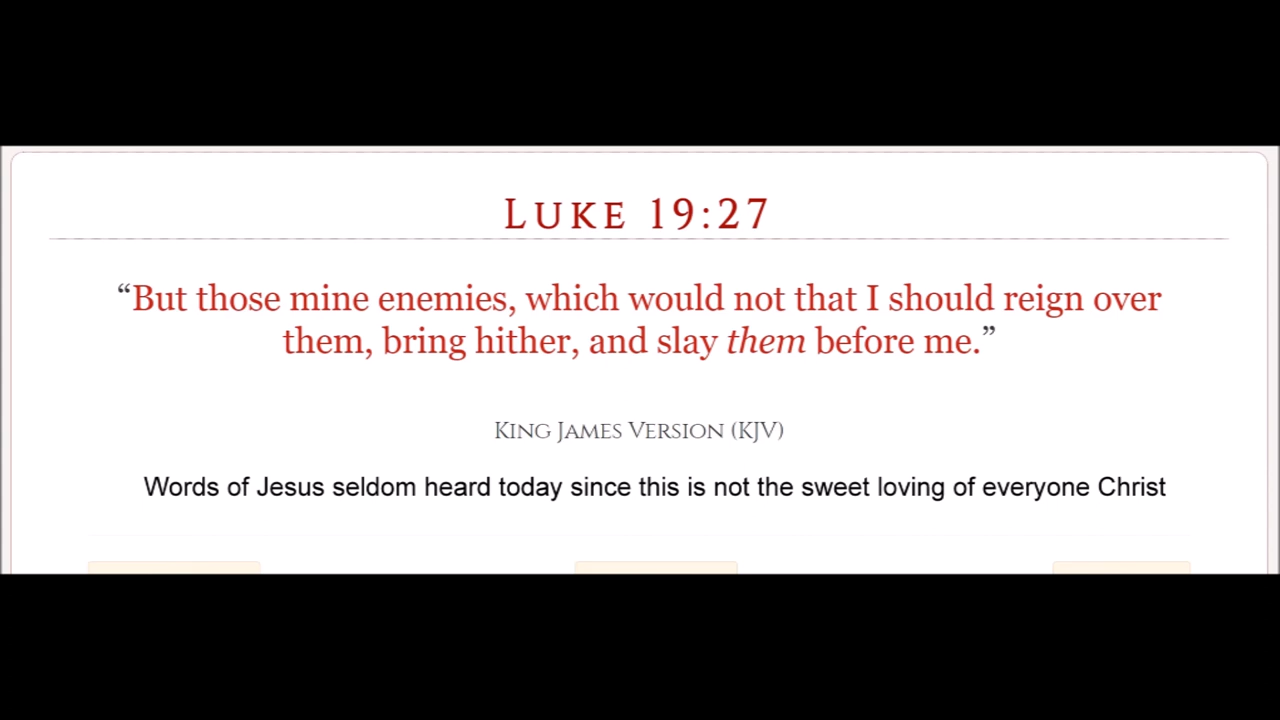 LUKE 19:27
“But those mine enemies, which would not that I should reign over
them, bring hither, and slay them before me.”
KING JAMES VERSION (KJV)
Words of Jesus seldom heard today since this is not the sweet loving of everyone Christ